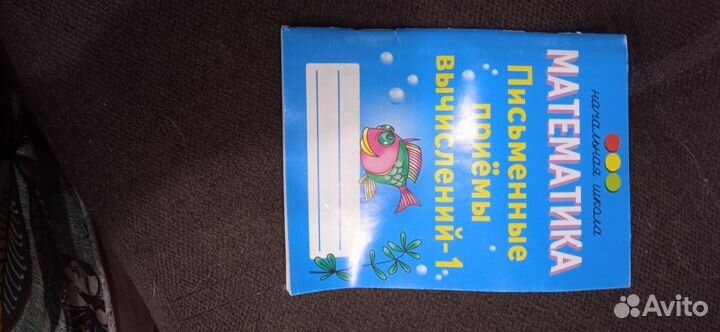 начальная школа
МАТЕМАТИКА
Письменные
приёмы
вычислений-1
Avito